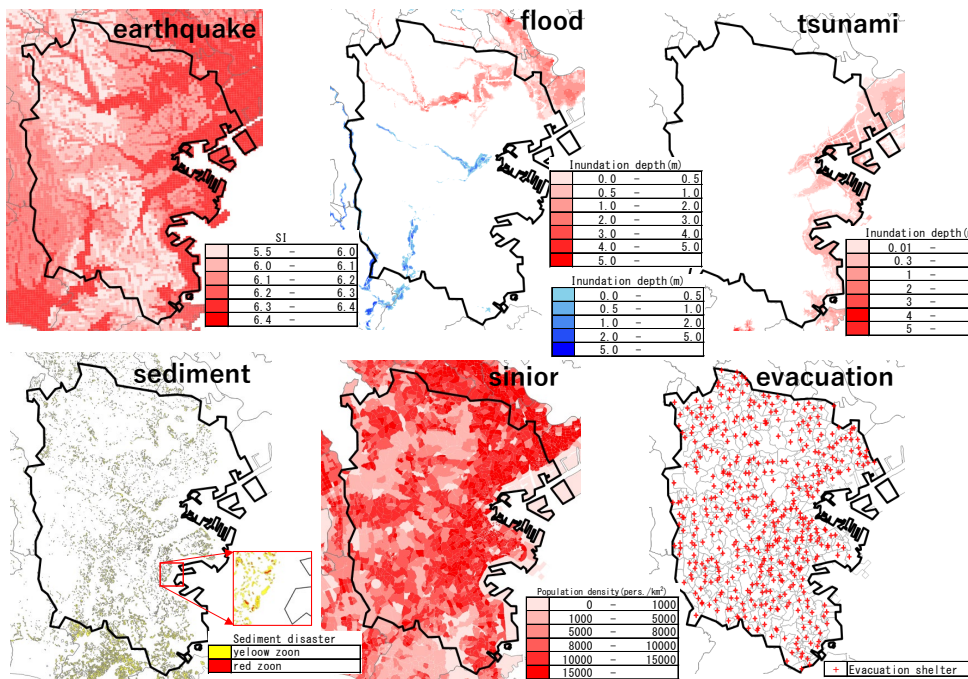 earthquake
flood
tsunami
SI
5.5 - 6.0
6.0 - 6.1
6.1 - 6.2
6.2 - 6.3
6.3 - 6.4
6.4 -
Inundation depth(m)
0.0 - 0.5
0.5 - 1.0
1.0 - 2.0
2.0 - 3.0
3.0 - 4.0
4.0 - 5.0
5.0 -
Inundation depth(m)
0.0 - 0.5
0.5 - 1.0
1.0 - 2.0
2.0 - 5.0
5.0 -
Inundation depth(
0.01 -
0.3 -
1 -
2 -
3 -
4 -
5 -
sediment
sinior
evacuation
Sediment disaster
yeloow zoon
red zoon
Population density(pers./km²)
0 - 1000
1000 - 5000
5000 - 8000
8000 - 10000
10000 - 15000
15000 -
+ Evacuation shelter